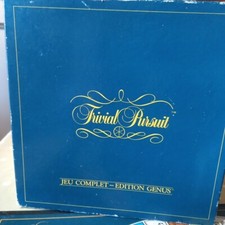 Trivial Pursuit
JEU COMPLET – EDITION GENUS